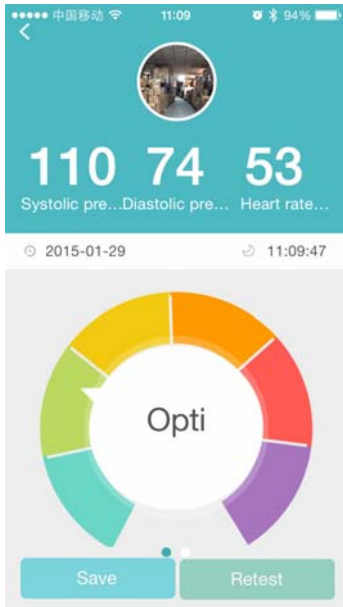 中国移动 11:09 94%
110 74 53
Systolic pre... Diastolic pre... Heart rate...
2015-01-29 11:09:47
Opti
Save Retest